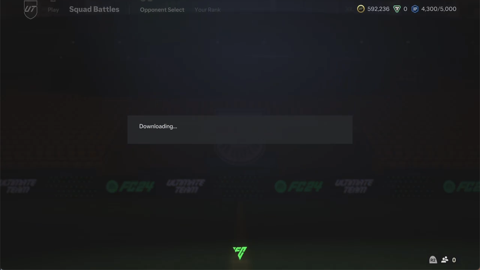 UT
Play
Squad Battles
Opponent Select
Your Rank
592,236
0
4,300/5,000
Downloading...
ULTIMATE
TEAM
FC24
ULTIMATE
TEAM
FC24
ULTIMATE
TEAM
FC24
0